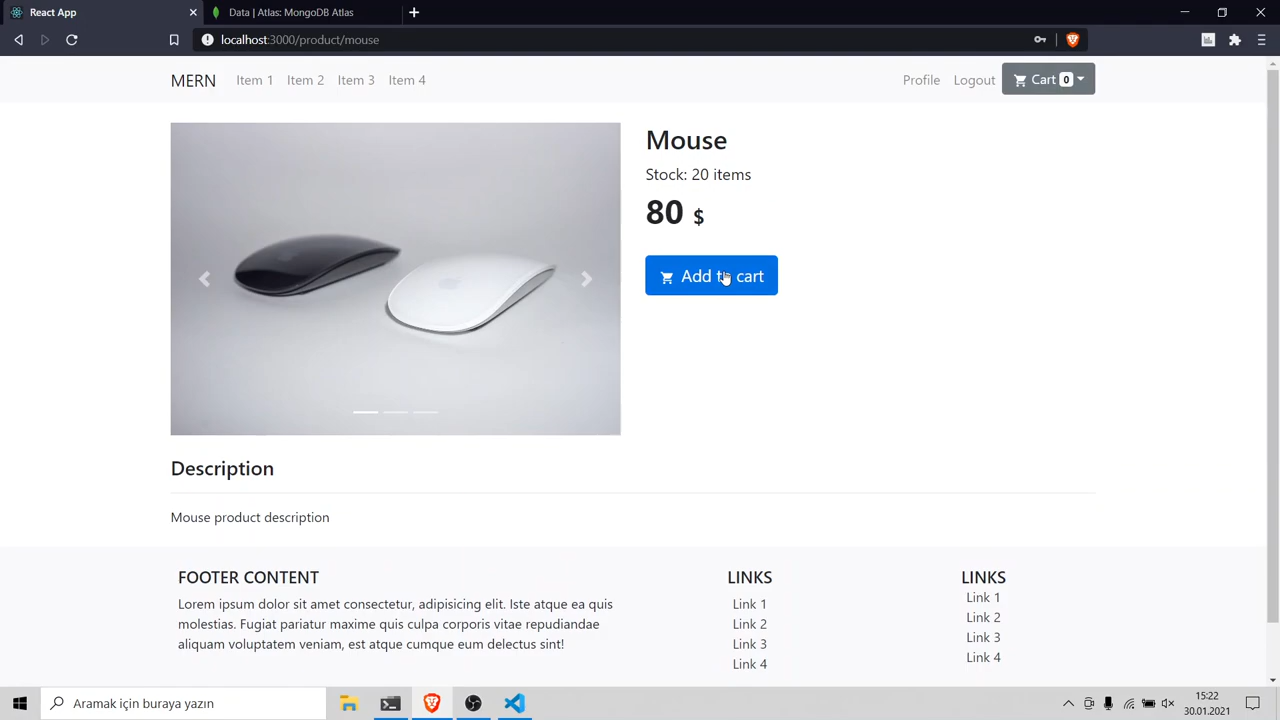 React App
Data | Atlas: MongoDB Atlas
localhost:3000/product/mouse
MERN
Item 1
Item 2
Item 3
Item 4
Profile
Logout
Cart 0
Mouse
Stock: 20 items
80 $
Add to cart
Description
Mouse product description
FOOTER CONTENT
Lorem ipsum dolor sit amet consectetur, adipisicing elit. Iste atque ea quis
molestias. Fugiat pariatur maxime quis culpa corporis vitae repudiandae
aliquam voluptatem veniam, est atque cumque eum delectus sint!
LINKS
Link 1
Link 2
Link 3
Link 4
LINKS
Link 1
Link 2
Link 3
Link 4
Aramak için buraya yazın
15:22
30.01.2021